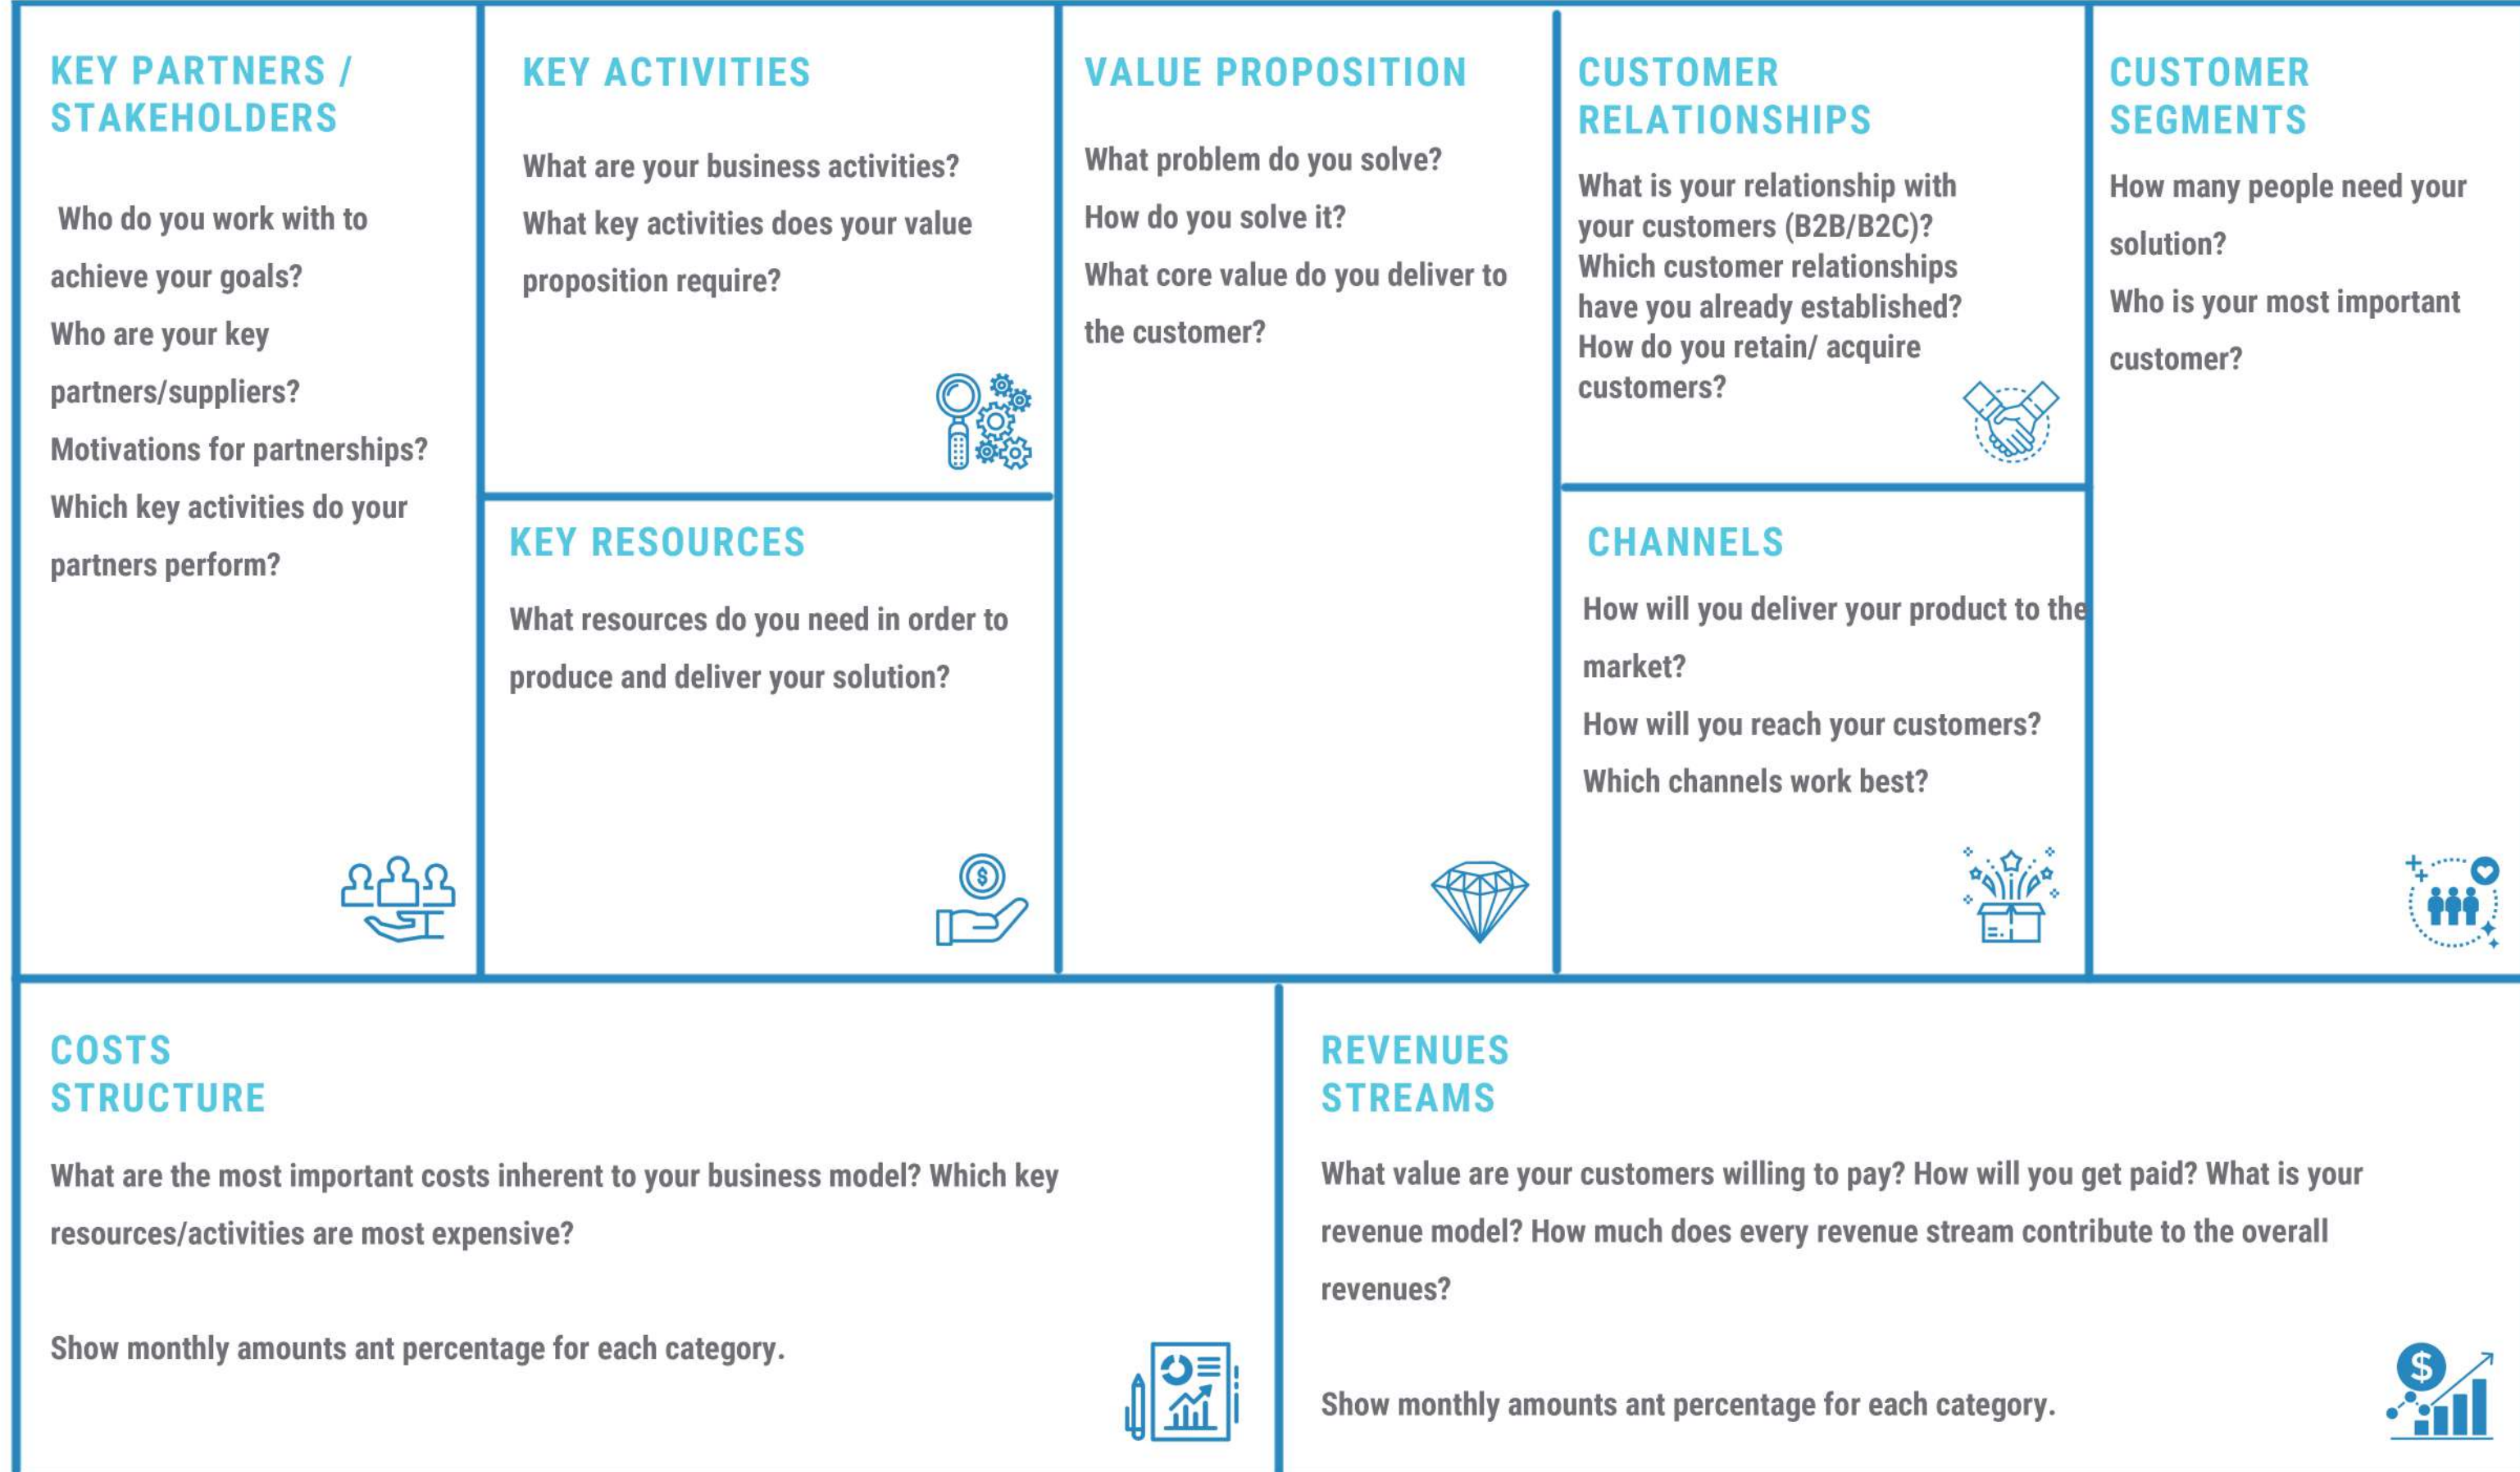 KEY PARTNERS /
STAKEHOLDERS
Who do you work with to
achieve your goals?
Who are your key
partners/suppliers?
Motivations for partnerships?
Which key activities do your
partners perform?
KEY ACTIVITIES
What are your business activities?
What key activities does your value
proposition require?
KEY RESOURCES
What resources do you need in order to
produce and deliver your solution?
$
VALUE PROPOSITION
What problem do you solve?
How do you solve it?
What core value do you deliver to
the customer?
CUSTOMER
RELATIONSHIPS
What is your relationship with
your customers (B2B/B2C)?
Which customer relationships
have you already established?
How do you retain/ acquire
customers?
CHANNELS
How will you deliver your product to the
market?
How will you reach your customers?
Which channels work best?
CUSTOMER
SEGMENTS
How many people need your
solution?
Who is your most important
customer?
COSTS
STRUCTURE
What are the most important costs inherent to your business model? Which key
resources/activities are most expensive?
Show monthly amounts ant percentage for each category.
REVENUES
STREAMS
What value are your customers willing to pay? How will you get paid? What is your
revenue model? How much does every revenue stream contribute to the overall
revenues?
Show monthly amounts ant percentage for each category.
$